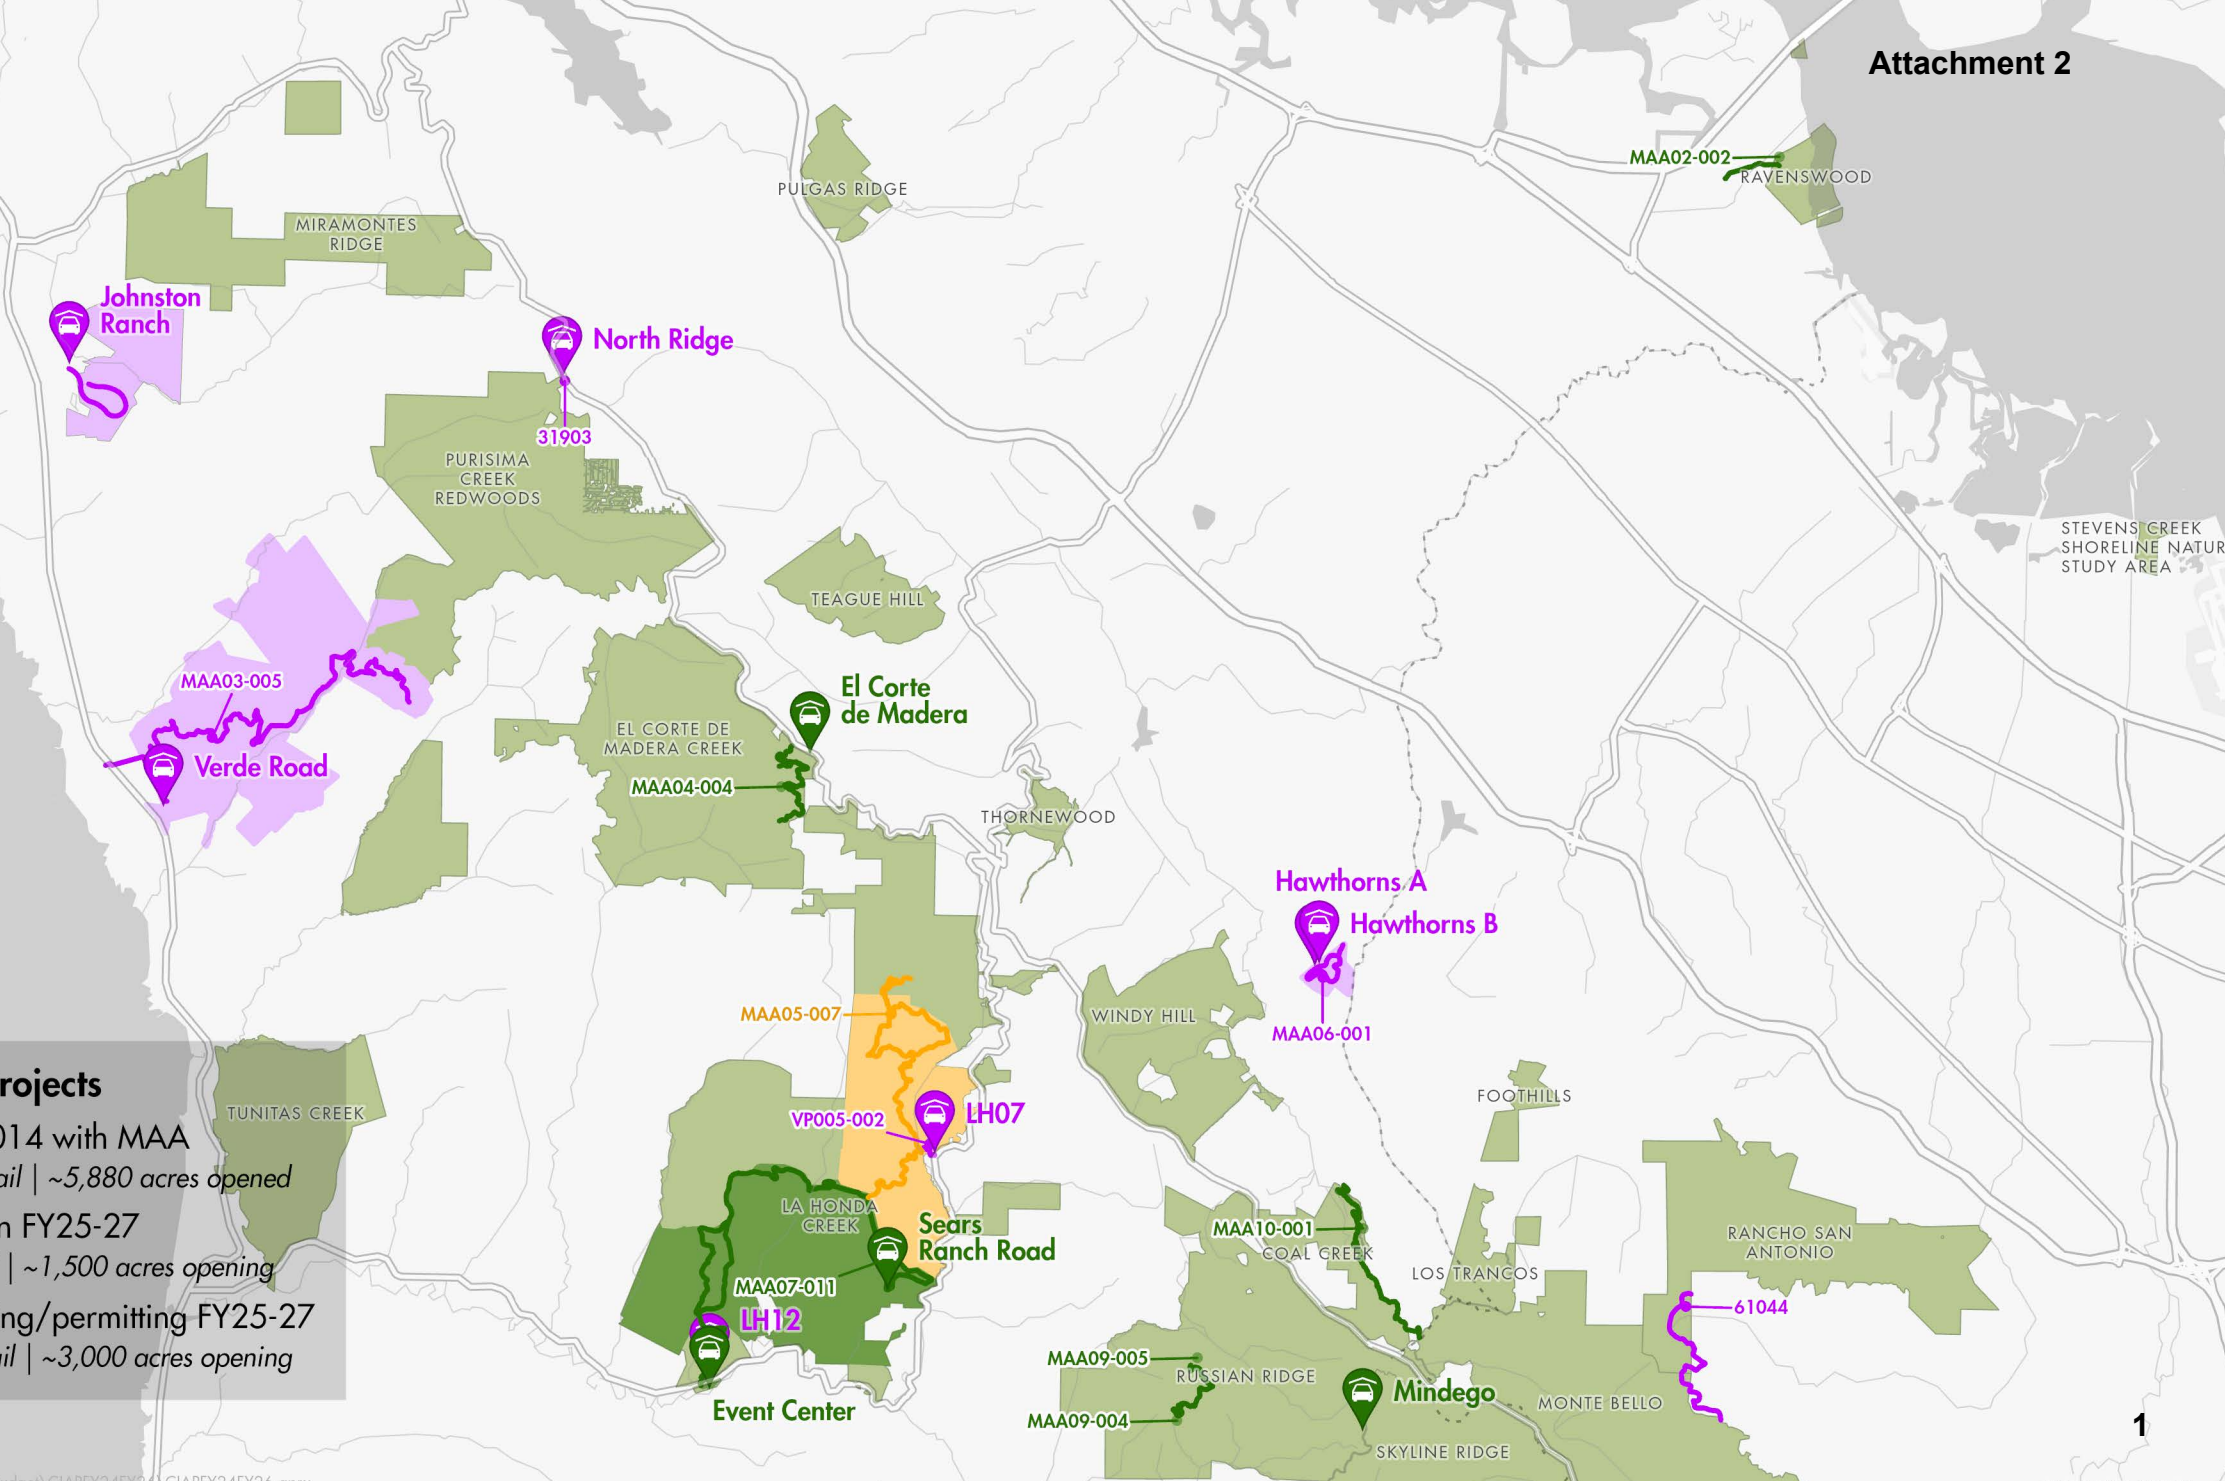 Attachment 2
MAA02-002
RAVENSWOOD
PULGAS RIDGE
MIRAMONTES
RIDGE
Johnston
Ranch
North Ridge
31903
PURISIMA
CREEK
REDWOODS
STEVENS CREEK
SHORELINE NATUR
STUDY AREA
TEAGUE HILL
MAA03-005
El Corte
de Madera
EL CORTE DE
MADERA CREEK
Verde Road
MAA04-004
THORNEWOOD
Hawthorns A
Hawthorns B
MAA05-007
WINDY HILL
MAA06-001
rojects
FOOTHILLS
TUNITAS CREEK
VP005-002
LH07
014 with MAA
ail | ~5,880 acres opened
LA HONDA
CREEK
Sears
Ranch Road
MAA10-001
COAL CREEK
RANCHO SAN
ANTONIO
n FY25-27
| ~1,500 acres opening
LOS TRANCOS
MAA07-011
61044
LH12
ng/permitting FY25-27
ail | ~3,000 acres opening
MAA09-005
RUSSIAN RIDGE
Mindego
MONTE BELLO
Event Center
MAA09-004
SKYLINE RIDGE
1